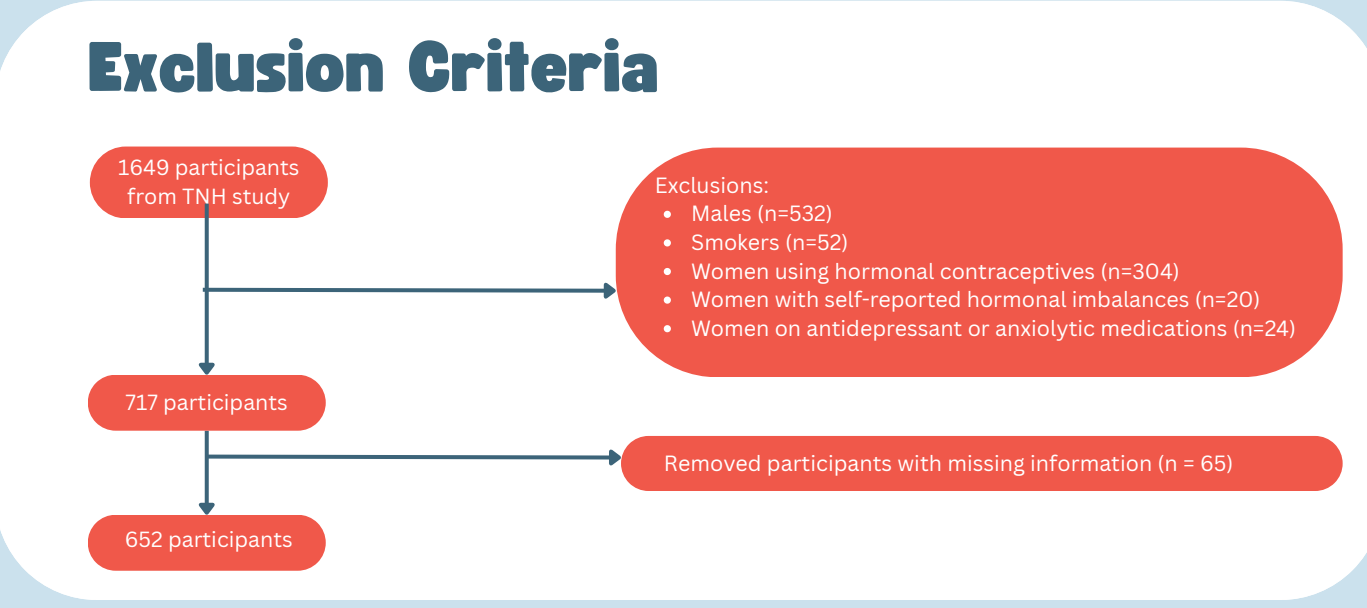 Exclusion Criteria
1649 participants
from TNH study
Exclusions:
• Males (n=532)
• Smokers (n=52)
• Women using hormonal contraceptives (n=304)
• Women with self-reported hormonal imbalances (n=20)
• Women on antidepressant or anxiolytic medications (n=24)
717 participants
Removed participants with missing information (n = 65)
652 participants